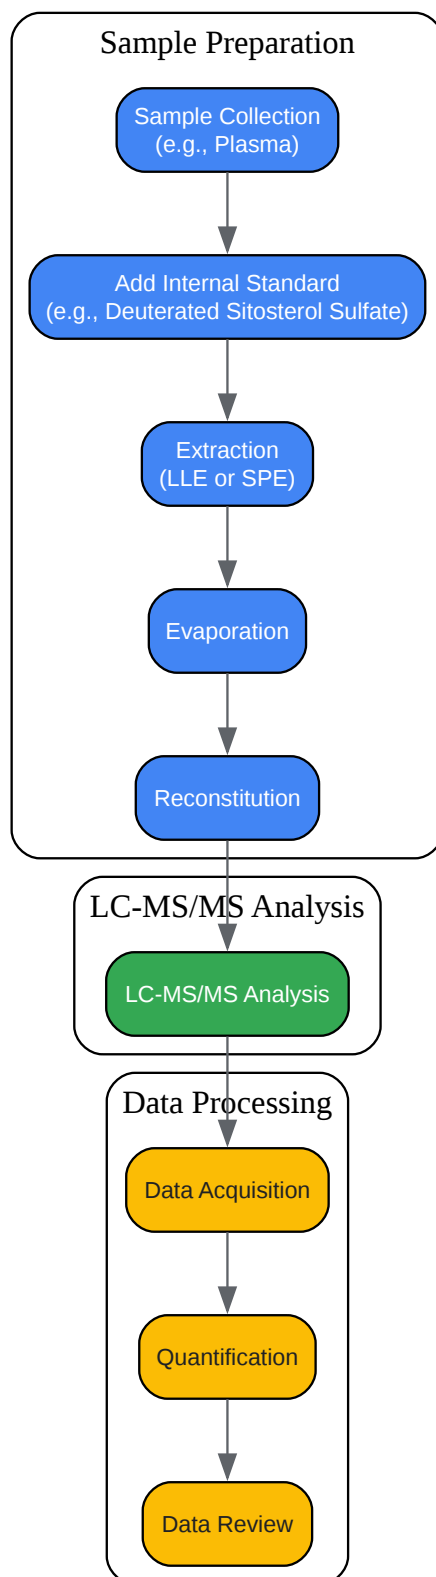 Sample Preparation
Sample Collection
(e.g., Plasma)
Add Internal Standard
(e.g., Deuterated Sitosterol Sulfate)
Extraction
(LLE or SPE)
Evaporation
Reconstitution
LC-MS/MS Analysis
LC-MS/MS Analysis
Data Processing
Data Acquisition
Quantification
Data Review